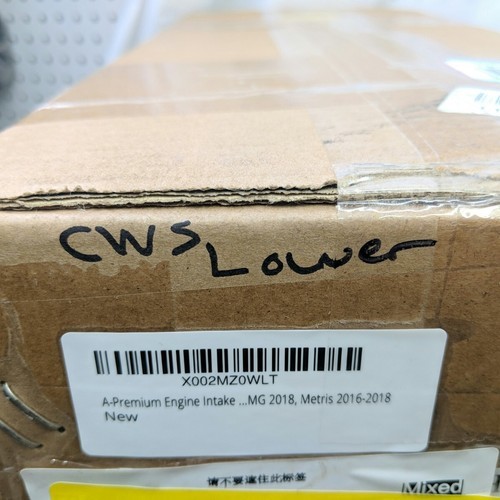 CWS Lower
X002MZ0WLT
A-Premium Engine Intake ...MG 2018, Metris 2016-2018
New
请不要遮住此标签
Mixed